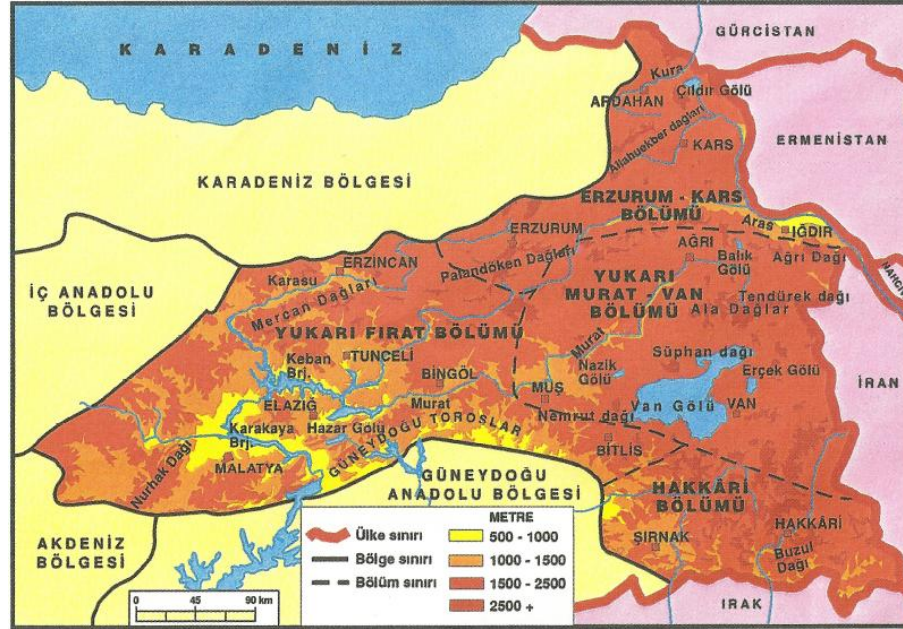 KARADENİZ
GÜRCİSTAN
Kura
Çıldır Gölü
ARDAHAN
Allahuekber dağları
KARS
ERMENİSTAN
KARADENİZ BÖLGESİ
ERZURUM - KARS
BÖLÜMÜ
Aras
IĞDIR
ERZURUM
AĞRI
Balık
Gölü
Ağrı Dağı
Palandöken Dağları
ERZİNCAN
Karasu
Mercan Dağları
İÇ ANADOLU
BÖLGESİ
YUKARI
MURAT - VAN
BÖLÜMÜ
Tendürek dağı
Ala Dağlar
YUKARI FIRAT BÖLÜMÜ
TUNCELİ
Keban
Brj.
Murat
Süphan dağı
Nazik
Gölü
Erçek Gölü
İRAN
BİNGÖL
MUŞ
ELAZIĞ
Murat
Nemrut dağı
Van Gölü
VAN
Karakaya
Brj.
Hazar Gölü
GÜNEYDOĞU TOROSLAR
BİTLİS
Nurhak Dağı
MALATYA
GÜNEYDOĞU
ANADOLU BÖLGESİ
HAKKÂRİ
BÖLÜMÜ
AKDENİZ
BÖLGESİ
ŞIRNAK
HAKKÂRİ
Buzul
Dağı
IRAK
METRE
Ülke sınırı
500 - 1000
Bölge sınırı
1000 - 1500
Bölüm sınırı
1500 - 2500
2500 +
0 45 90 km